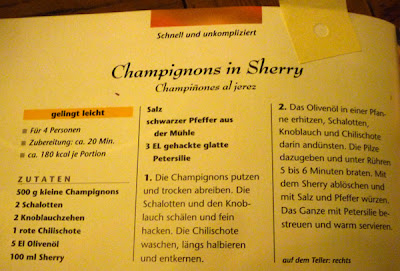 Schnell und unkompliziert
Champignons in Sherry
Champiñones al jerez
gelingt leicht
Für 4 Personen
Zubereitung: ca. 20 Min.
ca. 180 kcal je Portion
ZUTATEN
500 g kleine Champignons
2 Schalotten
2 Knoblauchzehen
1 rote Chilischote
5 El Olivenöl
100 ml Sherry
Salz
schwarzer Pfeffer aus
der Mühle
3 EL gehackte glatte
Petersilie
1. Die Champignons putzen
und trocken abreiben. Die
Schalotten und den Knob-
lauch schälen und fein
hacken. Die Chilischote
waschen, längs halbieren
und entkernen.
2. Das Olivenöl in einer Pfan-
ne erhitzen, Schalotten,
Knoblauch und Chilischote
darin andünsten. Die Pilze
dazugeben und unter Rühren
5 bis 6 Minuten braten. Mit
dem Sherry ablöschen und
mit Salz und Pfeffer würzen.
Das Ganze mit Petersilie be-
streuen und warm servieren.
auf dem Teller: rechts